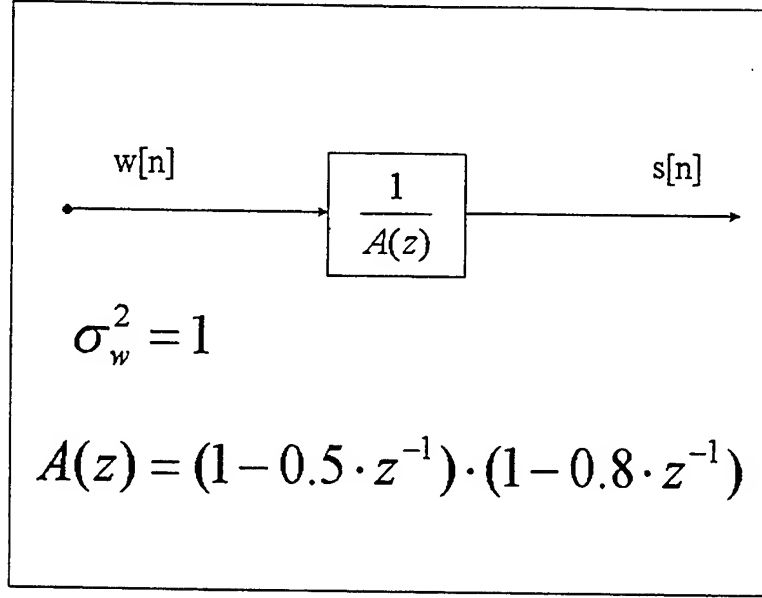 w[n]
s[n]
1
A(z)
σ_w^2 = 1
A(z) = (1 − 0.5 · z^{-1}) · (1 − 0.8 · z^{-1})